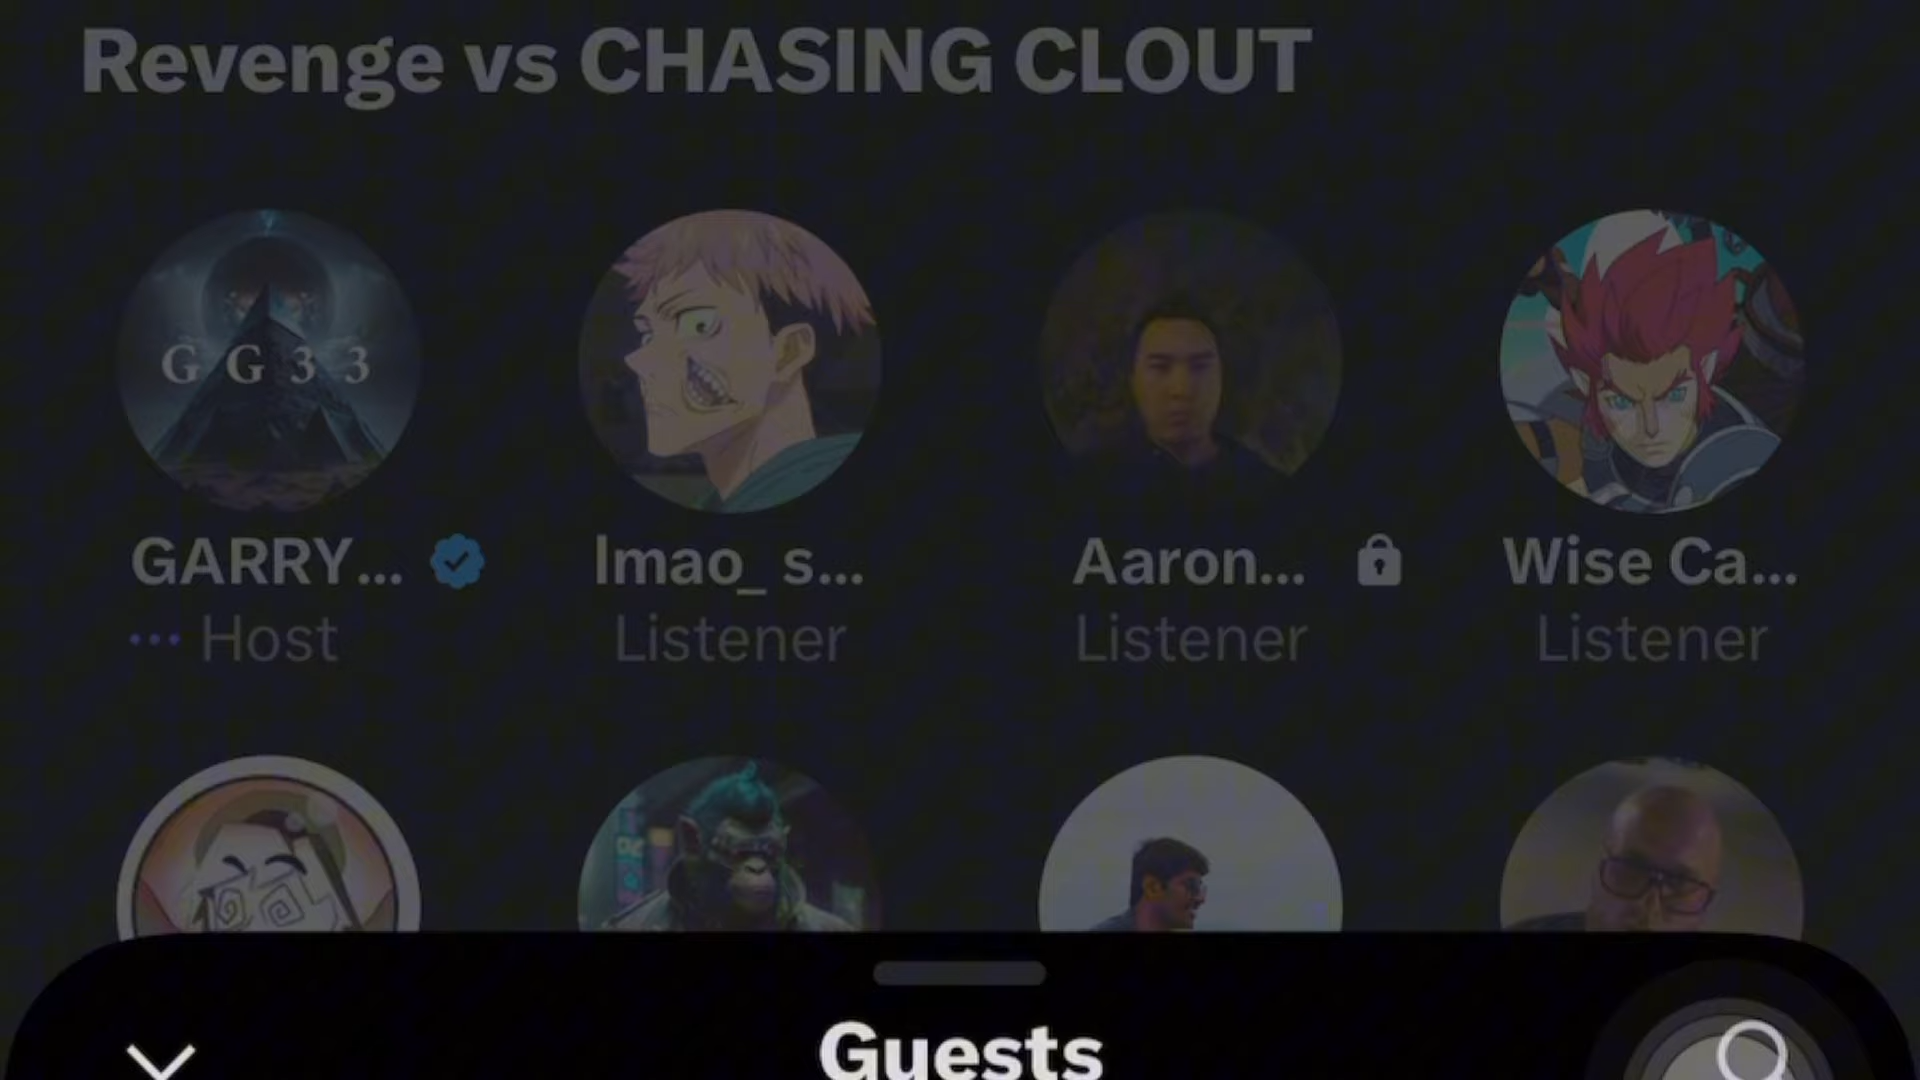 Revenge vs CHASING CLOUT
G G 3 3
GARRY... lmao_ s... Aaron... Wise Ca...
Host Listener Listener Listener
Guests